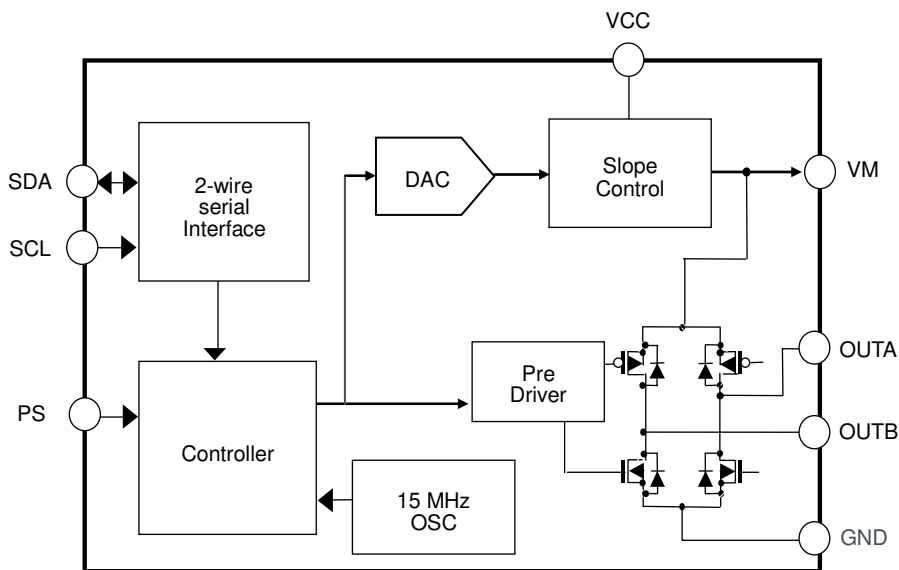 VCC
SDA
2-wire
serial
Interface
DAC
Slope
Control
VM
SCL
PS
Controller
Pre
Driver
OUTA
OUTB
15 MHz
OSC
GND